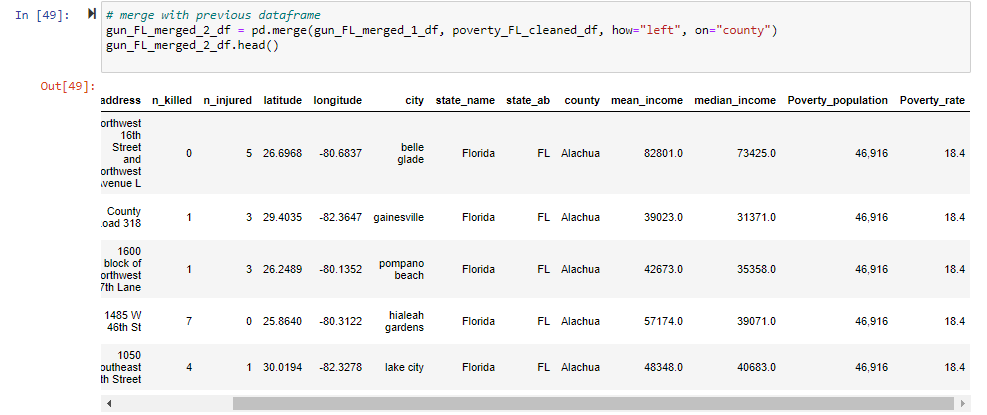 In [49]:
# merge with previous dataframe
gun_FL_merged_2_df = pd.merge(gun_FL_merged_1_df, poverty_FL_cleaned_df, how="left", on="county")
gun_FL_merged_2_df.head()
Out[49]:
address n_killed n_injured latitude longitude city state_name state_ab county mean_income median_income Poverty_population Poverty_rate
orthwest
16th
Street
and
orthwest
venue L
0 5 26.6968 -80.6837 belle
glade
Florida FL Alachua 82801.0 73425.0 46,916 18.4
County
oad 318
1 3 29.4035 -82.3647 gainesville Florida FL Alachua 39023.0 31371.0 46,916 18.4
1600
block of
orthwest
7th Lane
1 3 26.2489 -80.1352 pompano
beach
Florida FL Alachua 42673.0 35358.0 46,916 18.4
1485 W
46th St
7 0 25.8640 -80.3122 hialeah
gardens
Florida FL Alachua 57174.0 39071.0 46,916 18.4
1050
outheast
th Street
4 1 30.0194 -82.3278 lake city Florida FL Alachua 48348.0 40683.0 46,916 18.4